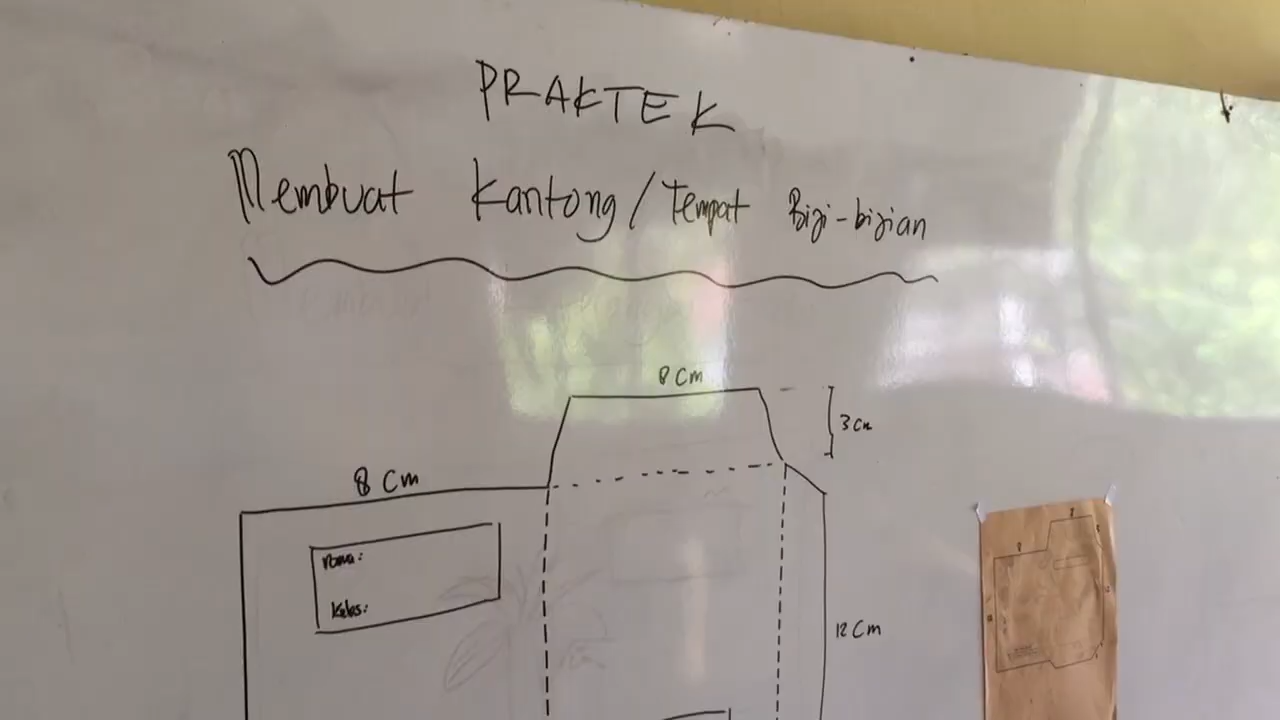 PRAKTEK
Membuat Kantong/Tempat Biji-bijian
8 Cm
3 Cm
8 Cm
nama:
kelas:
12 Cm